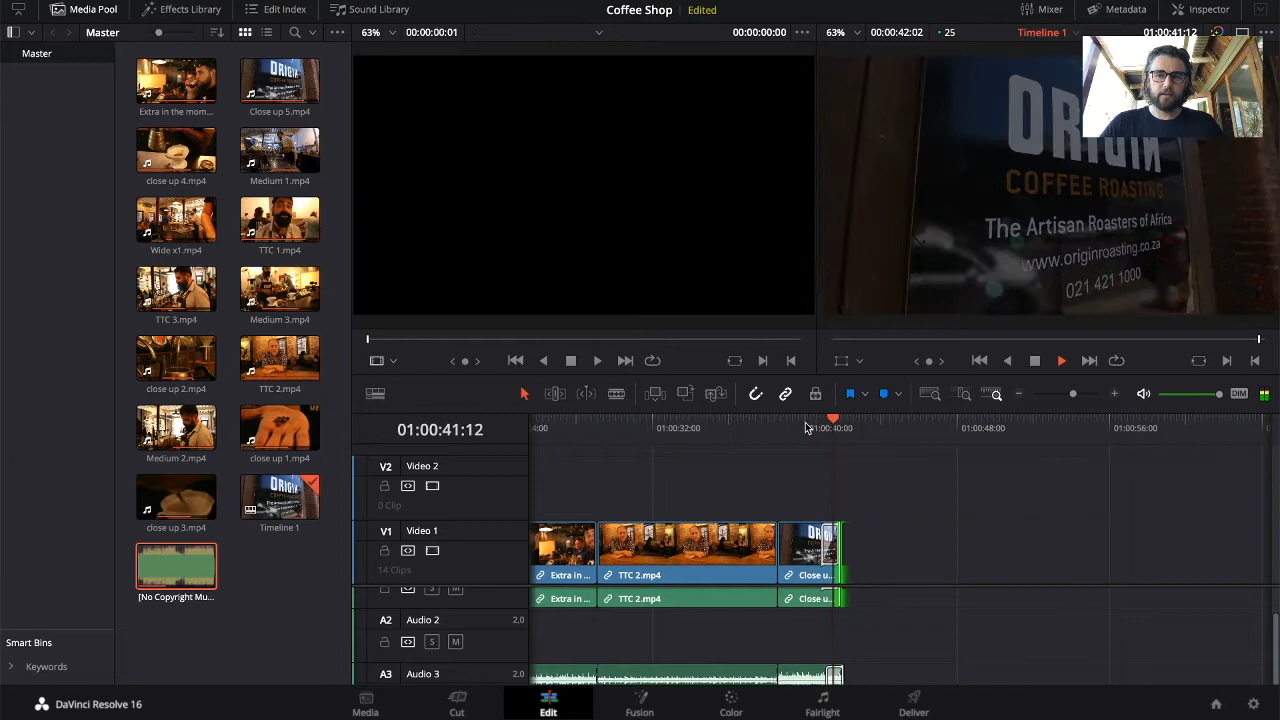 Media Pool
Effects Library
Edit Index
Sound Library
Coffee Shop
Edited
Mixer
Metadata
Inspector
Master
63%
00:00:00:01
00:00:00:00
63%
00:00:42:02
25
Timeline 1
01:00:41:12
Master
Extra in the mom...
Close up 5.mp4
close up 4.mp4
Medium 1.mp4
Wide x1.mp4
TTC 1.mp4
TTC 3.mp4
Medium 3.mp4
close up 2.mp4
TTC 2.mp4
Medium 2.mp4
close up 1.mp4
close up 3.mp4
Timeline 1
[No Copyright Mu...
Smart Bins
Keywords
ORIGIN
COFFEE ROASTING
The Artisan Roasters of Africa
www.originroasting.co.za
021 421 1000
DIM
01:00:41:12
4:00
01:00:32:00
01:00:40:00
01:00:48:00
01:00:56:00
V2
Video 2
0 Clip
V1
Video 1
14 Clips
Extra in ...
TTC 2.mp4
Close u...
S
M
Extra in ...
TTC 2.mp4
Close u...
A2
Audio 2
2.0
S
M
A3
Audio 3
2.0
DaVinci Resolve 16
Media
Cut
Edit
Fusion
Color
Fairlight
Deliver